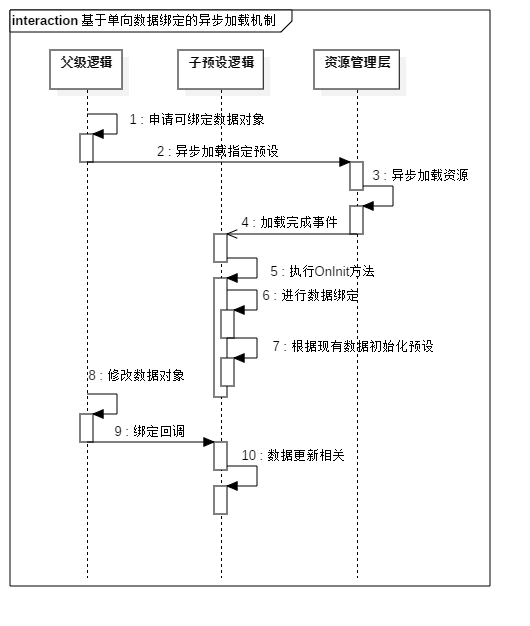 interaction 基于单向数据绑定的异步加载机制
父级逻辑
子预设逻辑
资源管理层
1 : 申请可绑定数据对象
2 : 异步加载指定预设
3 : 异步加载资源
4 : 加载完成事件
5 : 执行OnInit方法
6 : 进行数据绑定
7 : 根据现有数据初始化预设
8 : 修改数据对象
9 : 绑定回调
10 : 数据更新相关